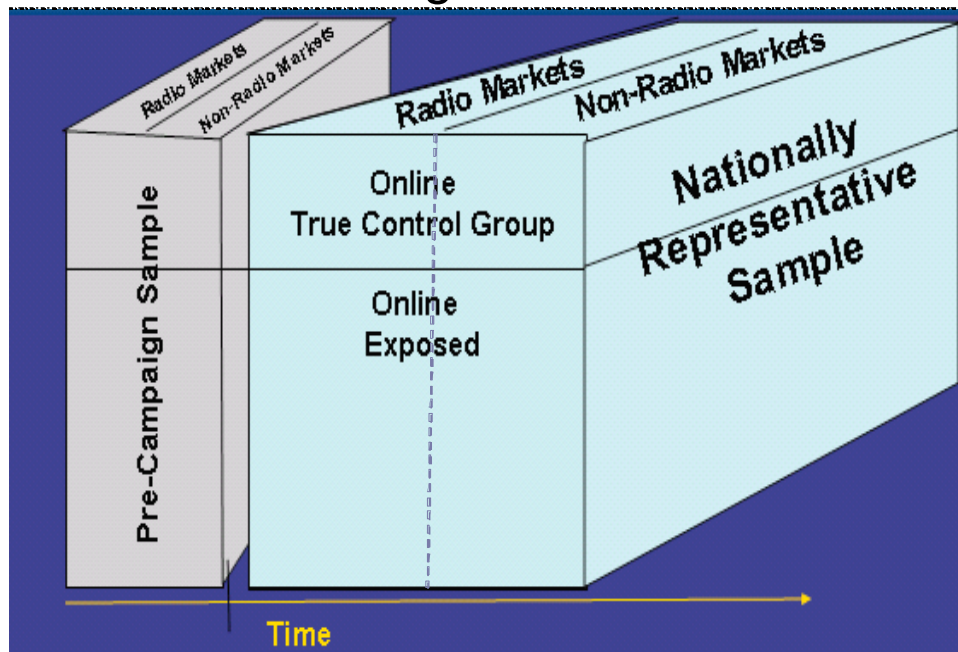 Radio Markets
Non-Radio Markets
Pre-Campaign Sample
Radio Markets
Non-Radio Markets
Online
True Control Group
Online
Exposed
Nationally
Representative
Sample
Time